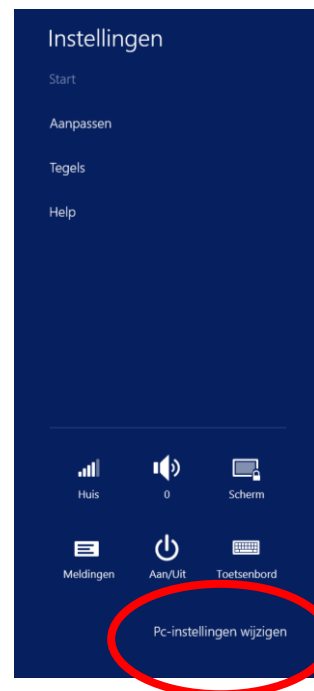 Instellingen
Start
Aanpassen
Tegels
Help
Huis
0
Scherm
Meldingen
Aan/Uit
Toetsenbord
Pc-instellingen wijzigen